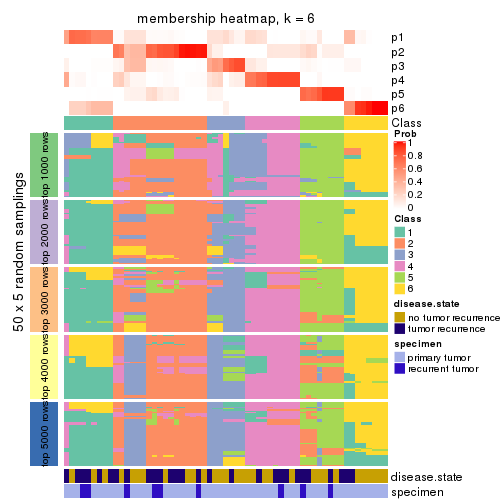 membership heatmap, k = 6
p1
p2
p3
p4
p5
p6
Class
50 x 5 random samplings
top 1000 rows
top 2000 rows
top 3000 rows
top 4000 rows
top 5000 rows
disease.state
specimen
Prob
1
0.8
0.6
0.4
0.2
0
Class
1
2
3
4
5
6
disease.state
no tumor recurrence
tumor recurrence
specimen
primary tumor
recurrent tumor